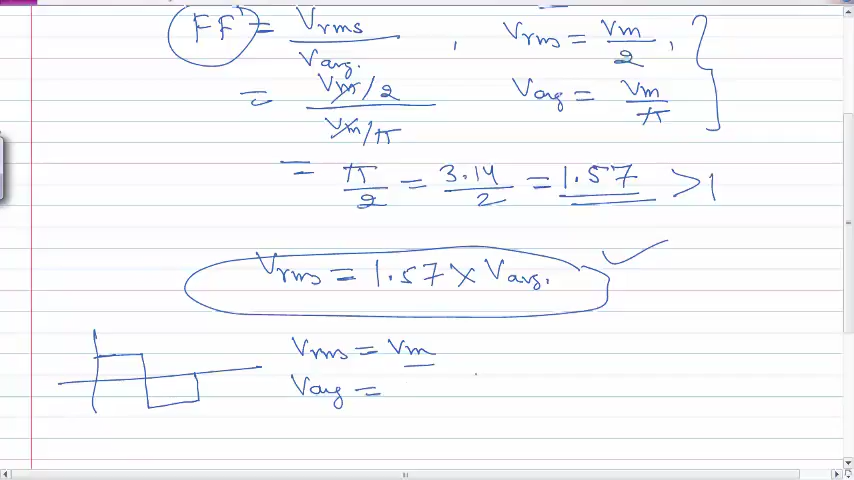 FF = Vrms / Vavg. , Vrms = Vm / 2 ,
= Vm/2 / Vm/π Vavg = Vm / π
= π / 2 = 3.14 / 2 = 1.57 > 1
Vrms = 1.57 × Vavg.
Vrms = Vm
Vavg =